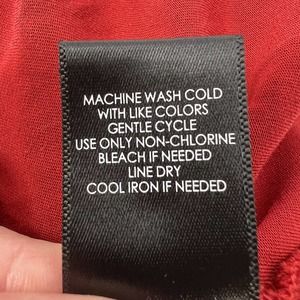 MACHINE WASH COLD
WITH LIKE COLORS
GENTLE CYCLE
USE ONLY NON-CHLORINE
BLEACH IF NEEDED
LINE DRY
COOL IRON IF NEEDED